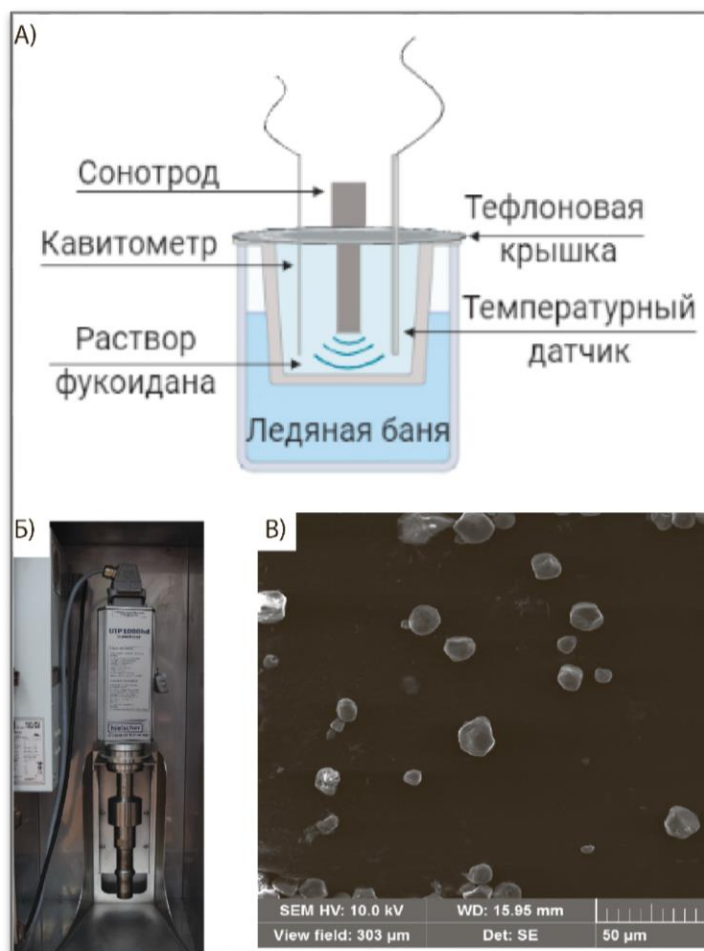 А)
Сонотрод
Кавитометр
Раствор
фукоидана
Тефлоновая
крышка
Температурный
датчик
Ледяная баня
Б)
В)
SEM HV: 10.0 kV
WD: 15.95 mm
View field: 303 µm
Det: SE
50 µm